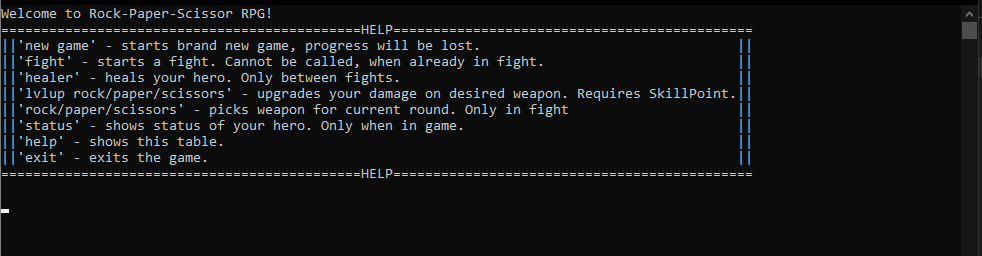 Welcome to Rock-Paper-Scissor RPG!
=============================================HELP=============================================
||'new game' - starts brand new game, progress will be lost.                                ||
||'fight' - starts a fight. Cannot be called, when already in fight.                        ||
||'healer' - heals your hero. Only between fights.                                          ||
||'lvlup rock/paper/scissors' - upgrades your damage on desired weapon. Requires SkillPoint.||
||'rock/paper/scissors' - picks weapon for current round. Only in fight                     ||
||'status' - shows status of your hero. Only when in game.                                  ||
||'help' - shows this table.                                                                ||
||'exit' - exits the game.                                                                  ||
=============================================HELP=============================================